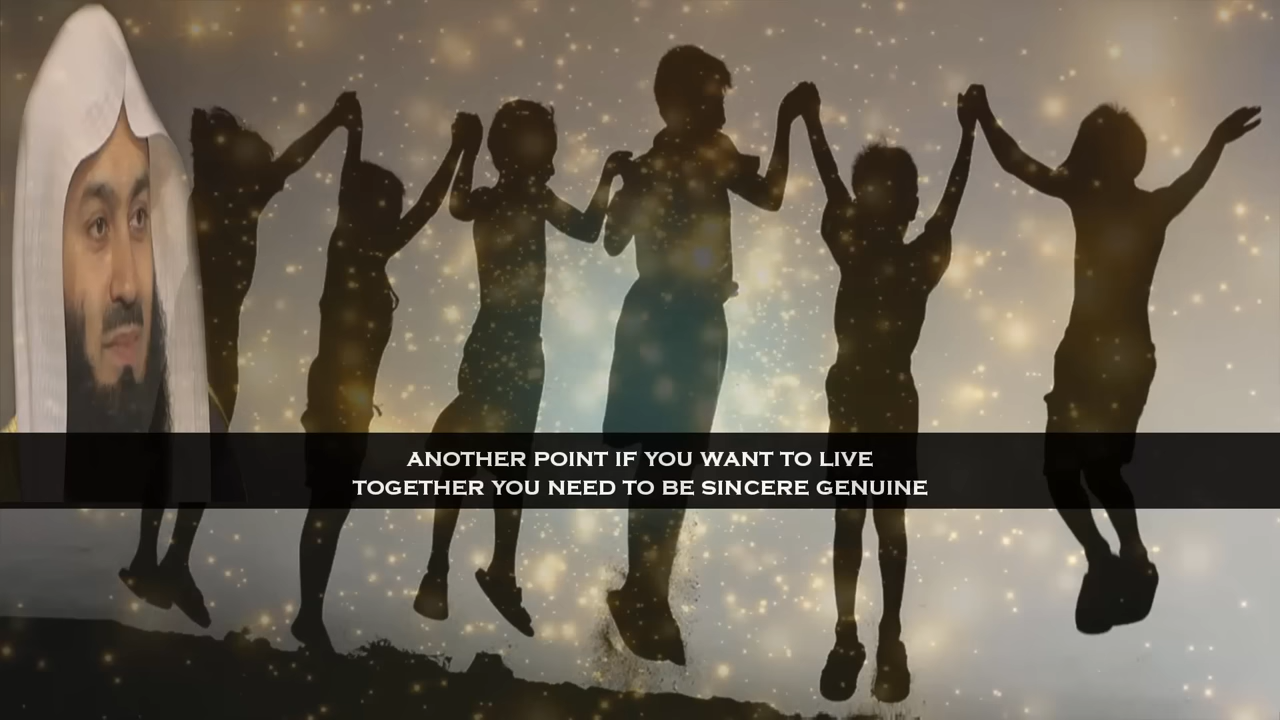 ANOTHER POINT IF YOU WANT TO LIVE
TOGETHER YOU NEED TO BE SINCERE GENUINE